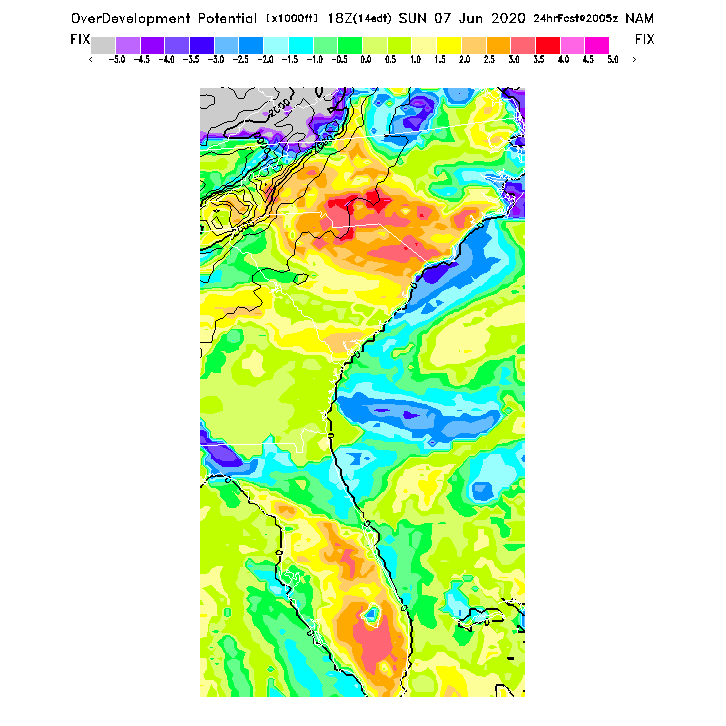 OverDevelopment Potential [x1000ft] 18Z(14edt) SUN 07 Jun 2020 24hrFcst@2005z NAM
FIX FIX
< -5.0 -4.5 -4.0 -3.5 -3.0 -2.5 -2.0 -1.5 -1.0 -0.5 0.0 0.5 1.0 1.5 2.0 2.5 3.0 3.5 4.0 4.5 5.0 >
2000